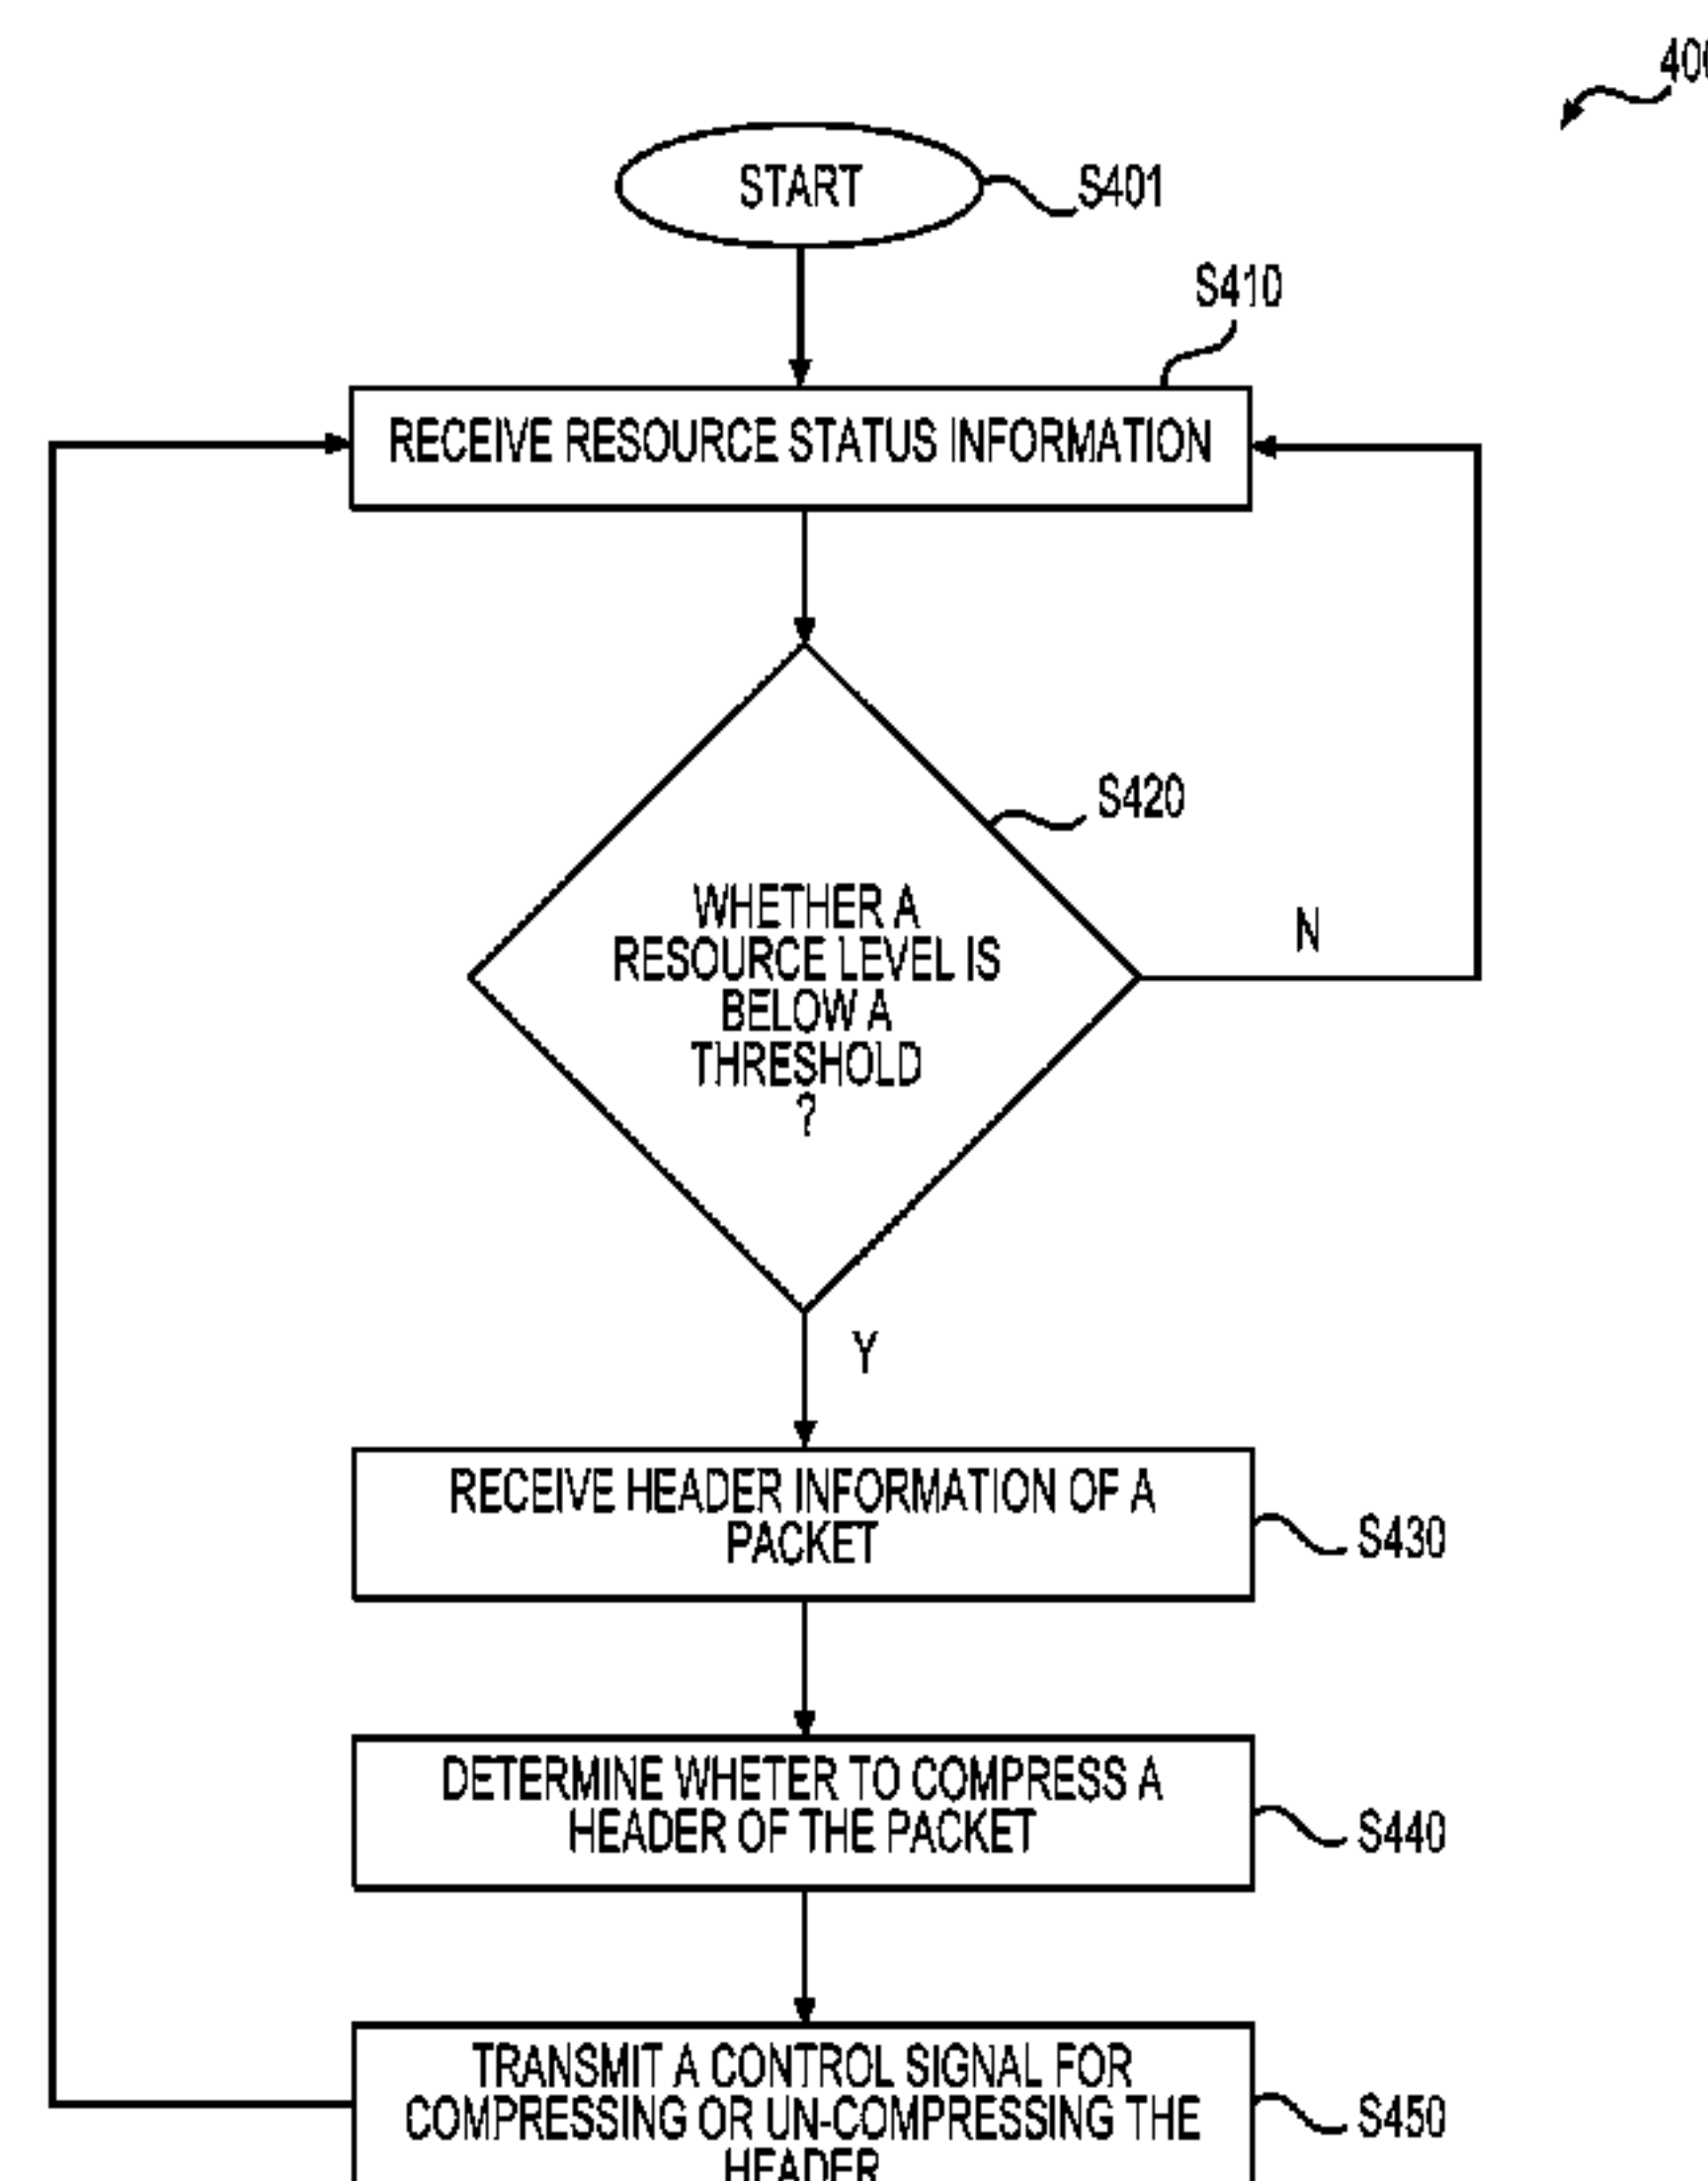 400
START
S401
S410
RECEIVE RESOURCE STATUS INFORMATION
S420
WHETHER A
RESOURCE LEVEL IS
BELOW A
THRESHOLD
?
N
Y
RECEIVE HEADER INFORMATION OF A
PACKET
S430
DETERMINE WHETER TO COMPRESS A
HEADER OF THE PACKET
S440
TRANSMIT A CONTROL SIGNAL FOR
COMPRESSING OR UN-COMPRESSING THE
HEADER
S450